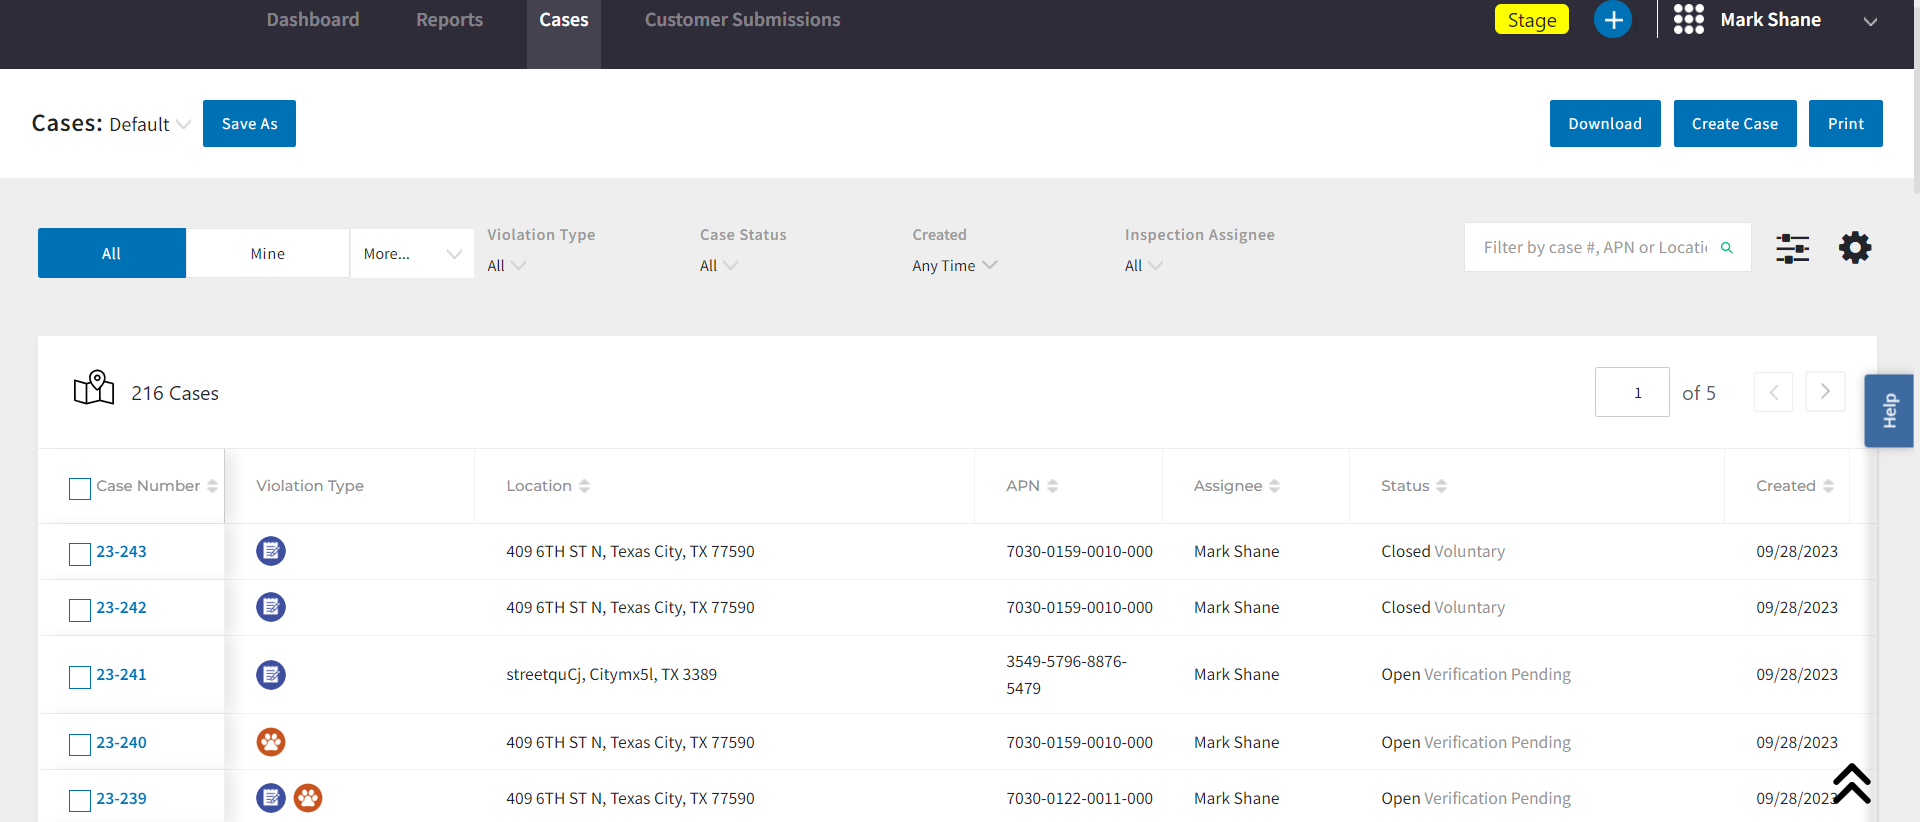 Dashboard Reports Cases Customer Submissions Stage Mark Shane
Cases: Default Save As Download Create Case Print
Violation Type Case Status Created Inspection Assignee
All Mine More... All All Any Time All Filter by case #, APN or Locati
216 Cases 1 of 5
Help
Case Number Violation Type Location APN Assignee Status Created
23-243 409 6TH ST N, Texas City, TX 77590 7030-0159-0010-000 Mark Shane Closed Voluntary 09/28/2023
23-242 409 6TH ST N, Texas City, TX 77590 7030-0159-0010-000 Mark Shane Closed Voluntary 09/28/2023
23-241 streetquCj, Citymx5l, TX 3389 3549-5796-8876- Mark Shane Open Verification Pending 09/28/2023
5479
23-240 409 6TH ST N, Texas City, TX 77590 7030-0159-0010-000 Mark Shane Open Verification Pending 09/28/2023
23-239 409 6TH ST N, Texas City, TX 77590 7030-0122-0011-000 Mark Shane Open Verification Pending 09/28/2023